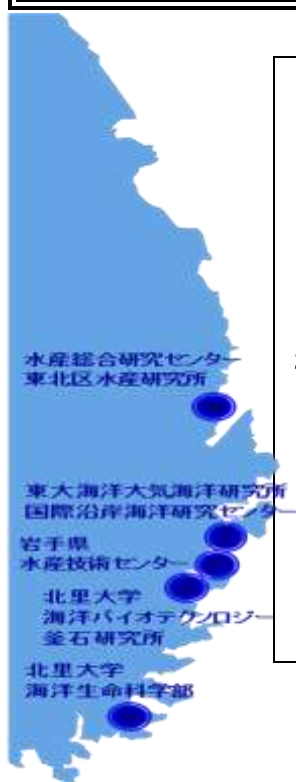 水産総合研究センター
東北区水産研究所
東大海洋大気海洋研究所
国際沿岸海洋研究センター
岩手県
水産技術センター
北里大学
海洋バイオテクノロジー
釜石研究所
北里大学
海洋生命科学部